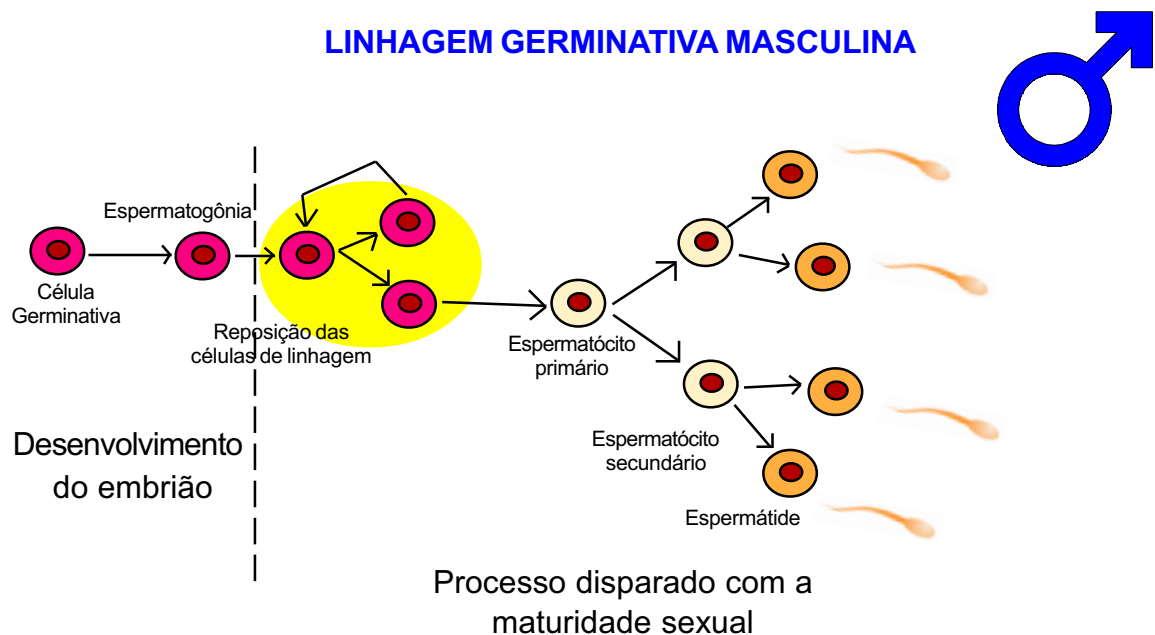 LINHAGEM GERMINATIVA MASCULINA
Espermatogônia
Célula
Germinativa
Reposição das
células de linhagem
Espermatócito
primário
Espermatócito
secundário
Espermátide
Desenvolvimento
do embrião
Processo disparado com a
maturidade sexual